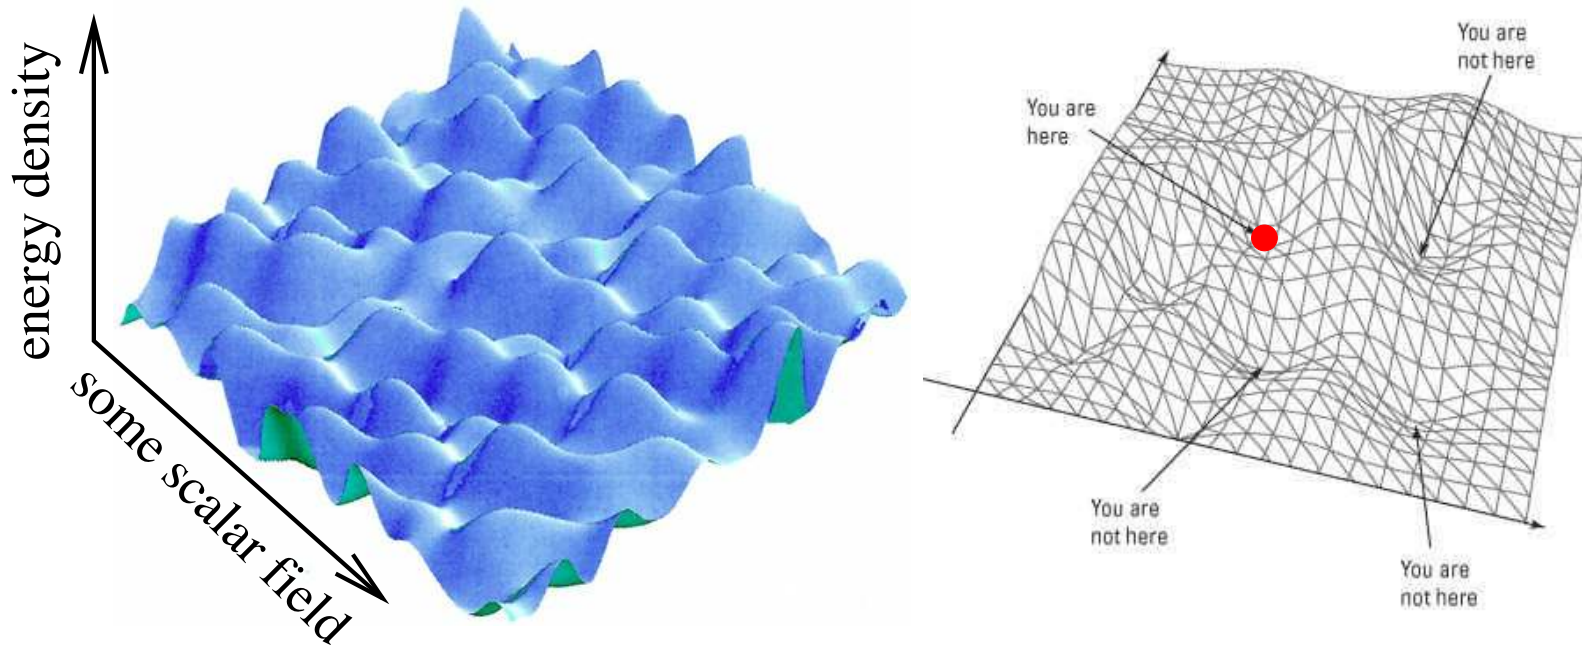 energy density
some scalar field
You are
here
You are
not here
You are
not here
You are
not here